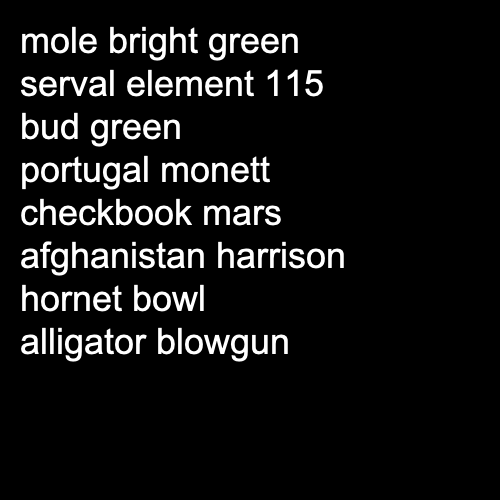 mole bright green
serval element 115
bud green
portugal monett
checkbook mars
afghanistan harrison
hornet bowl
alligator blowgun